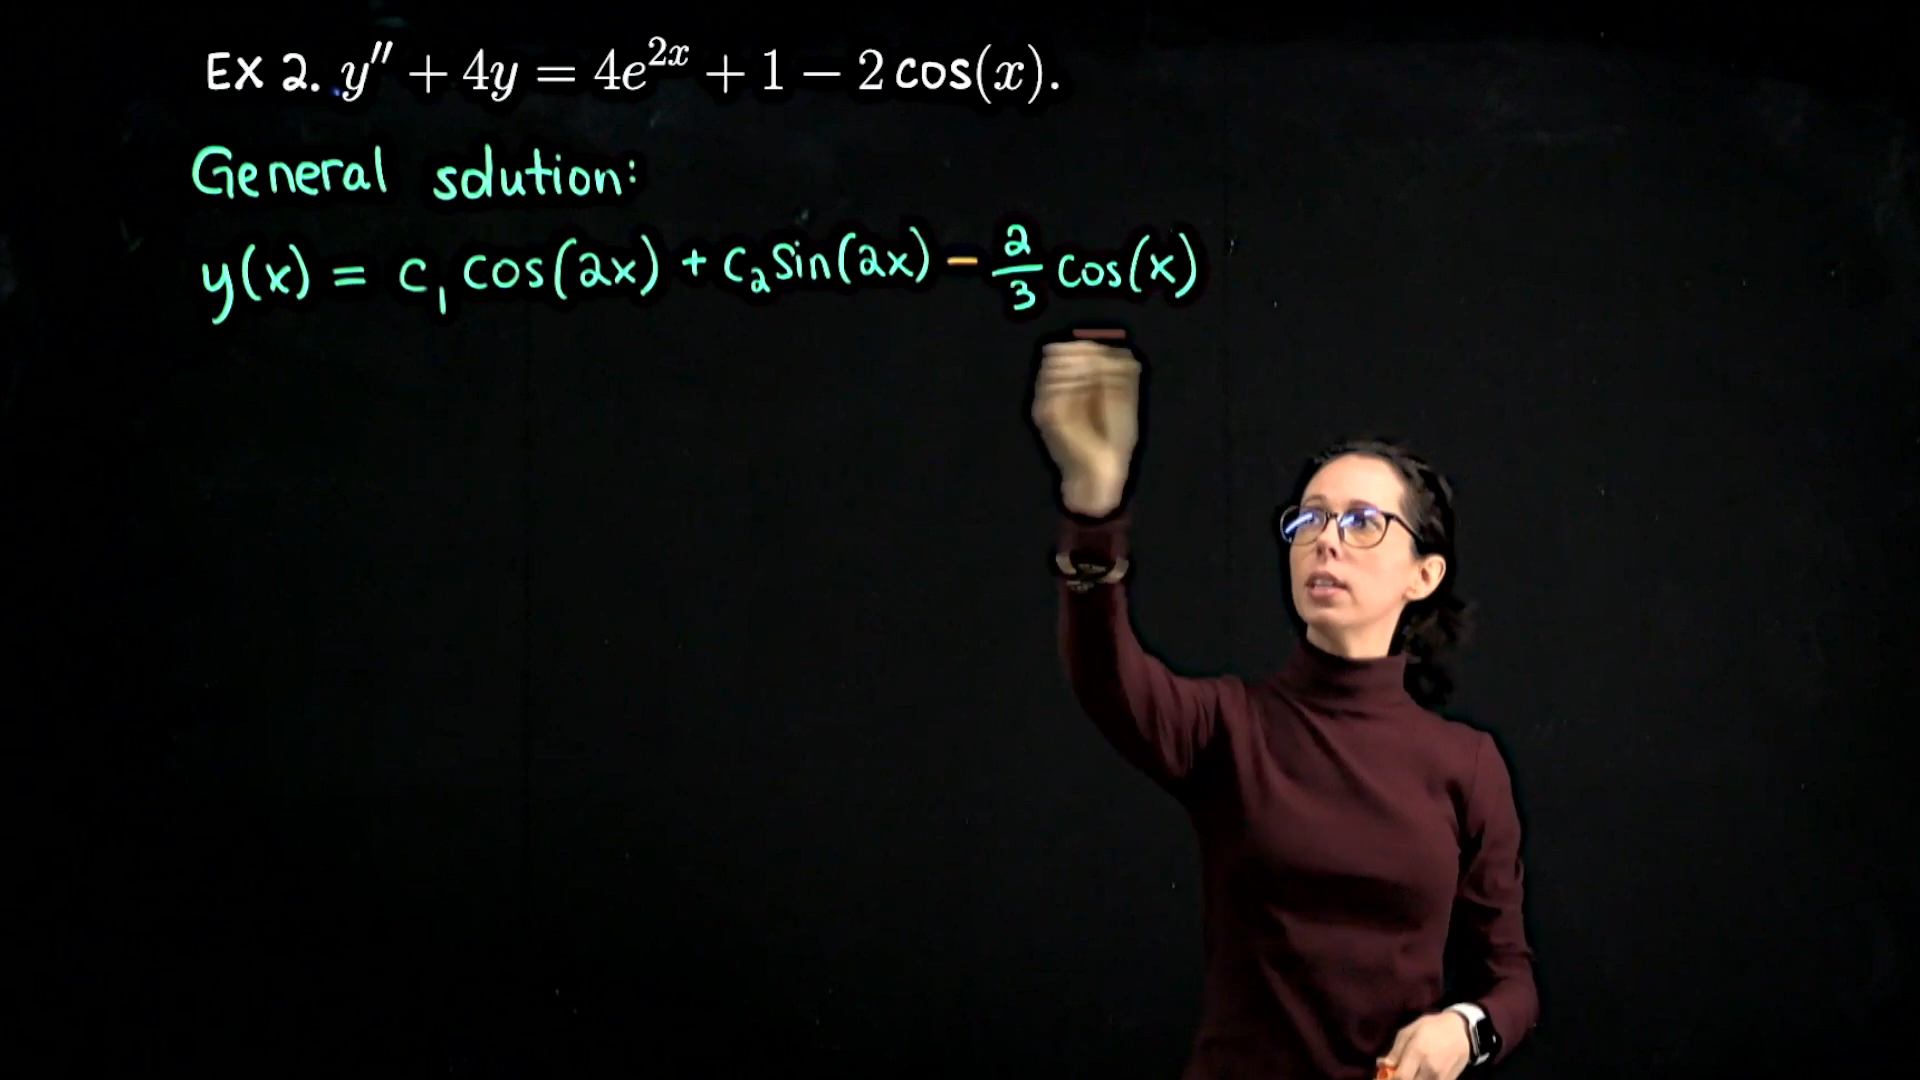 EX 2. y'' + 4y = 4e^{2x} + 1 − 2 cos(x).
General solution:
y(x) = c₁ cos(2x) + c₂ sin(2x) − 2/3 cos(x)